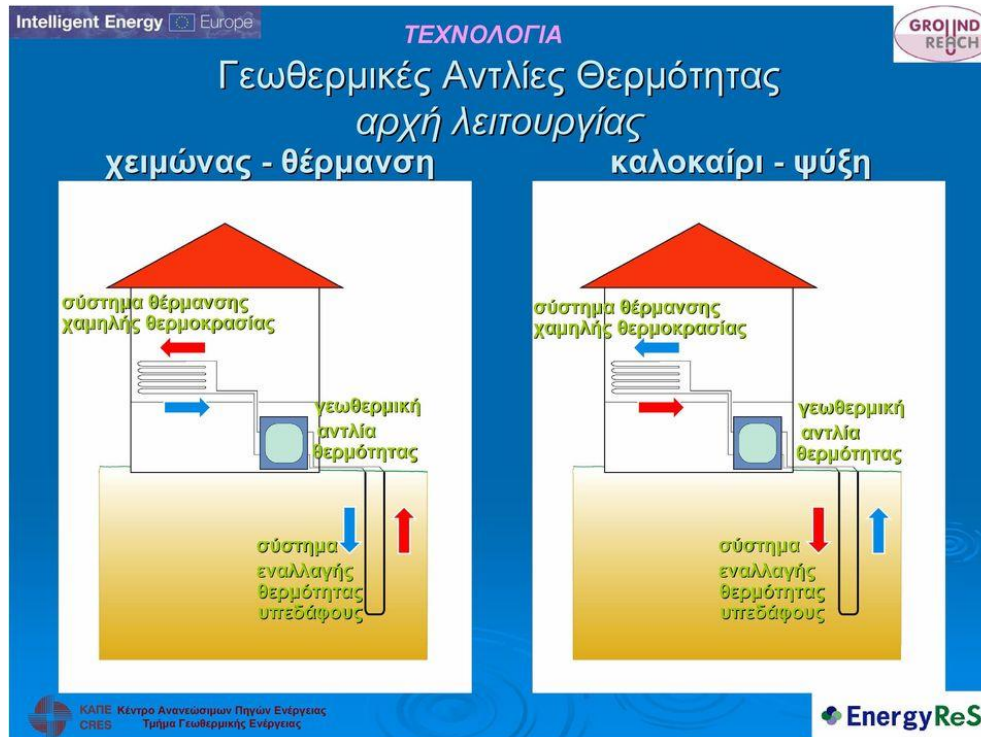 Intelligent Energy Europe
GROUND
REACH
ΤΕΧΝΟΛΟΓΙΑ
Γεωθερμικές Αντλίες Θερμότητας
αρχή λειτουργίας
χειμώνας - θέρμανση
σύστημα θέρμανσης
χαμηλής θερμοκρασίας
γεωθερμική
αντλία
θερμότητας
σύστημα
εναλλαγής
θερμότητας
υπεδάφους
καλοκαίρι - ψύξη
σύστημα θέρμανσης
χαμηλής θερμοκρασίας
γεωθερμική
αντλία
θερμότητας
σύστημα
εναλλαγής
θερμότητας
υπεδάφους
ΚΑΠΕ Κέντρο Ανανεώσιμων Πηγών Ενέργειας
CRES Τμήμα Γεωθερμικής Ενέργειας
EnergyReS